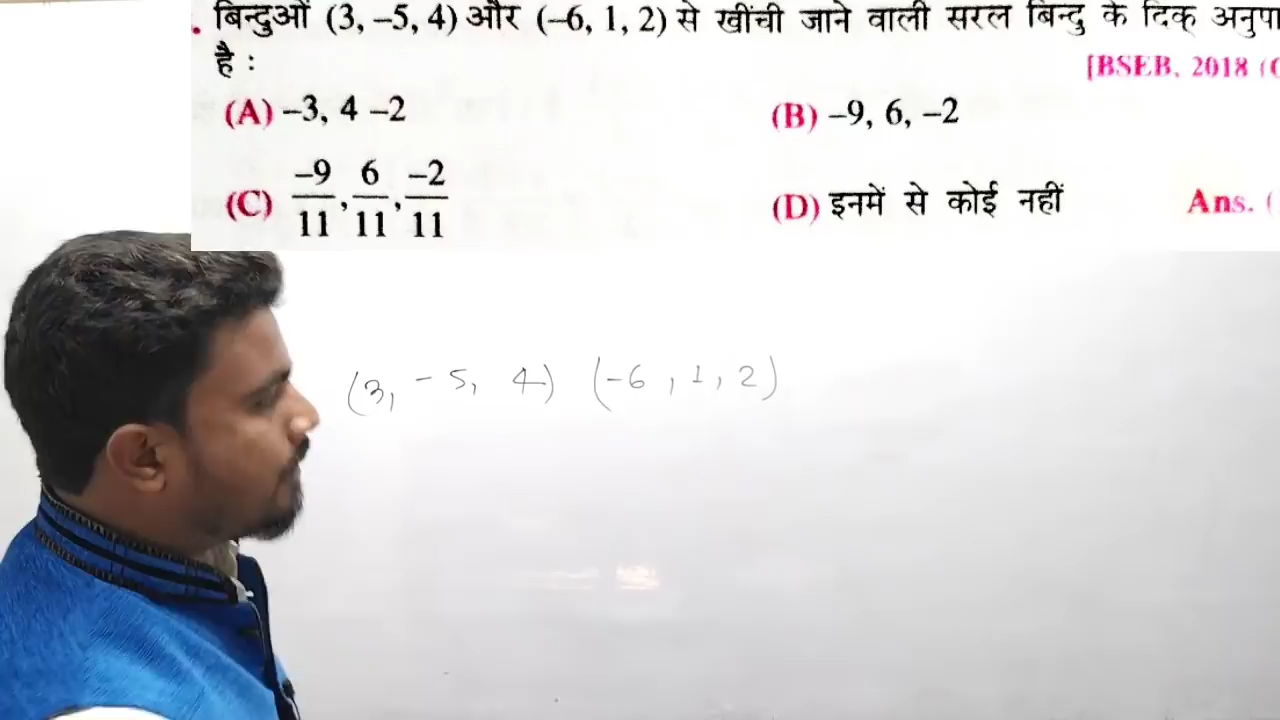 . बिन्दुओं (3, –5, 4) और (–6, 1, 2) से खींची जाने वाली सरल बिन्दु के दिक् अनुपा
है :
[BSEB, 2018 (
(A) –3, 4 –2
(B) –9, 6, –2
(C) –9/11, 6/11, –2/11
(D) इनमें से कोई नहीं
Ans. (
(3, -5, 4) (-6, 1, 2)